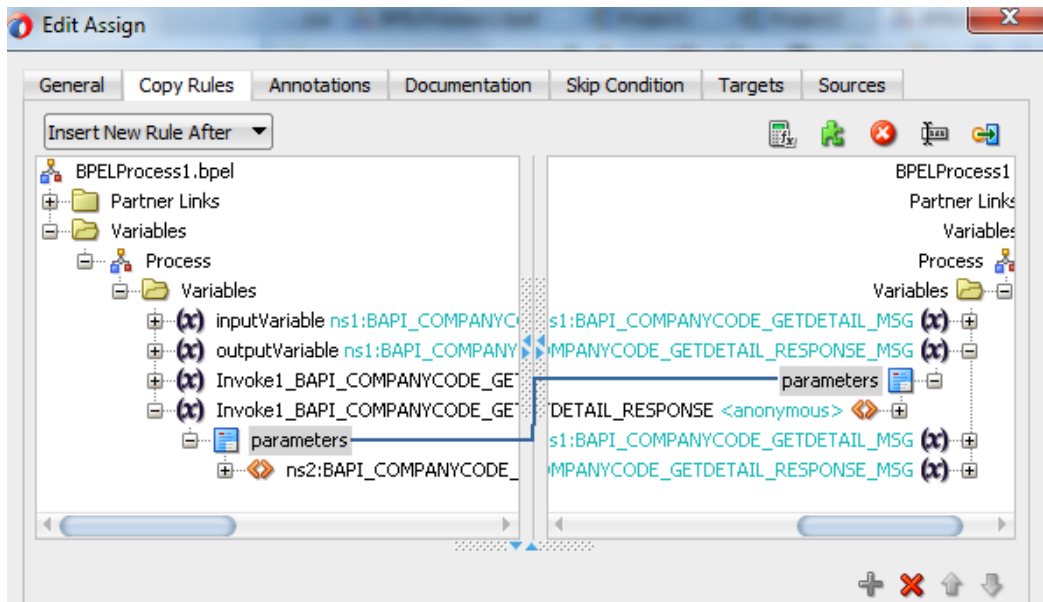 Edit Assign
General Copy Rules Annotations Documentation Skip Condition Targets Sources
Insert New Rule After
BPELProcess1.bpel
Partner Links
Variables
Process
Variables
inputVariable ns1:BAPI_COMPANYC
outputVariable ns1:BAPI_COMPANY
Invoke1_BAPI_COMPANYCODE_GET
Invoke1_BAPI_COMPANYCODE_GET
parameters
ns2:BAPI_COMPANYCODE_
BPELProcess1
Partner Links
Variables
Process
Variables
s1:BAPI_COMPANYCODE_GETDETAIL_MSG
MPANYCODE_GETDETAIL_RESPONSE_MSG
parameters
DETAIL_RESPONSE <anonymous>
s1:BAPI_COMPANYCODE_GETDETAIL_MSG
MPANYCODE_GETDETAIL_RESPONSE_MSG